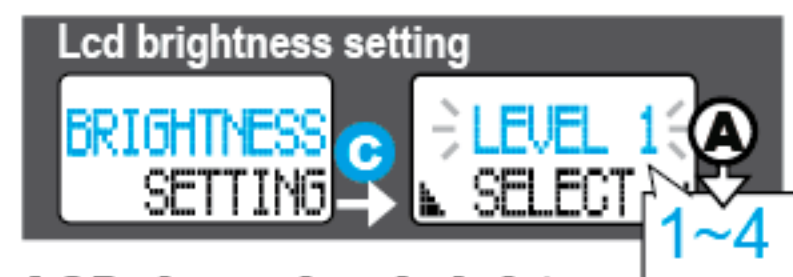 Lcd brightness setting
BRIGHTNESS
SETTING
C
LEVEL 1
SELECT
A
1~4